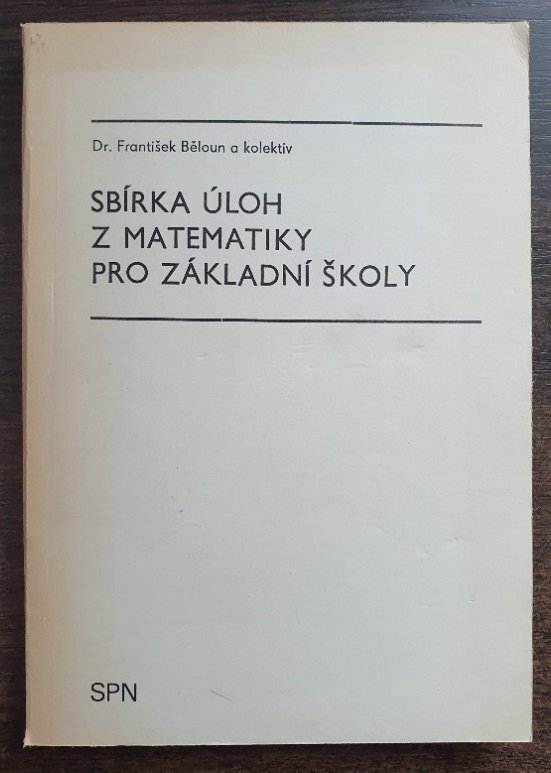 Dr. František Běloun a kolektiv
SBÍRKA ÚLOH
Z MATEMATIKY
PRO ZÁKLADNÍ ŠKOLY
SPN